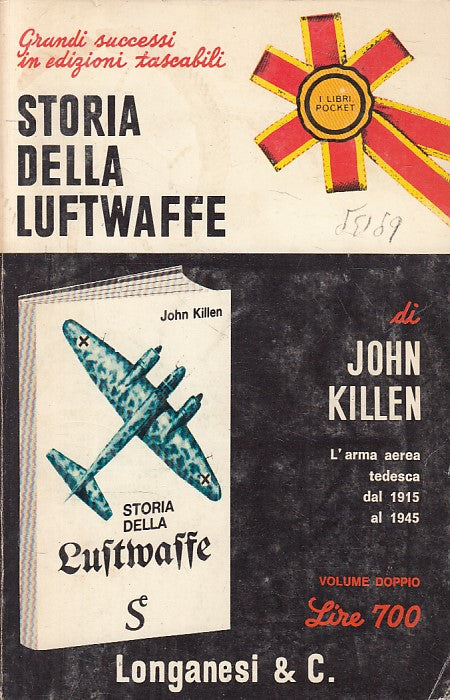 Grandi successi
in edizioni tascabili
STORIA
DELLA
LUFTWAFFE
I LIBRI
POCKET
di
JOHN
KILLEN
L'arma aerea
tedesca
dal 1915
al 1945
VOLUME DOPPIO
Lire 700
John Killen
STORIA
DELLA
Luftwaffe
Longanesi & C.